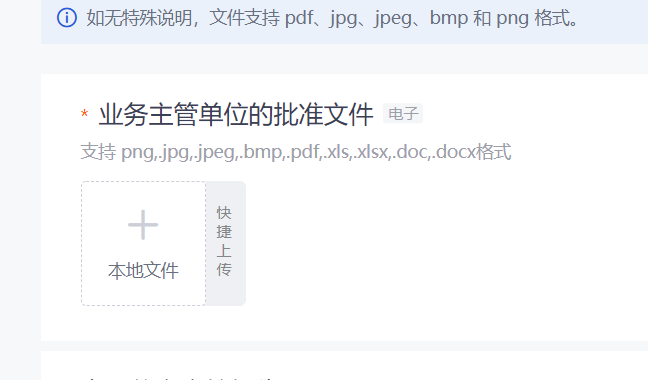 如无特殊说明，文件支持 pdf、jpg、jpeg、bmp 和 png 格式。
* 业务主管单位的批准文件 电子
支持 png,.jpg,.jpeg,.bmp,.pdf,.xls,.xlsx,.doc,.docx格式
本地文件
快捷上传